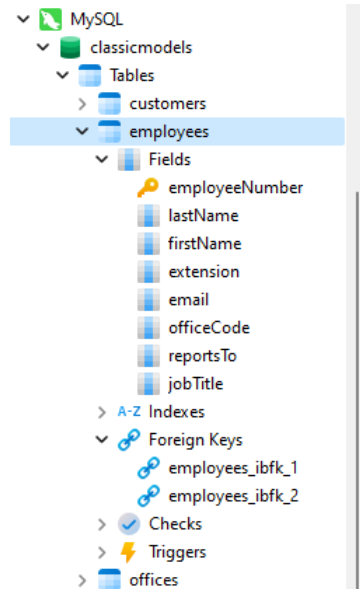 MySQL
classicmodels
Tables
customers
employees
Fields
employeeNumber
lastName
firstName
extension
email
officeCode
reportsTo
jobTitle
A-Z Indexes
Foreign Keys
employees_ibfk_1
employees_ibfk_2
Checks
Triggers
offices